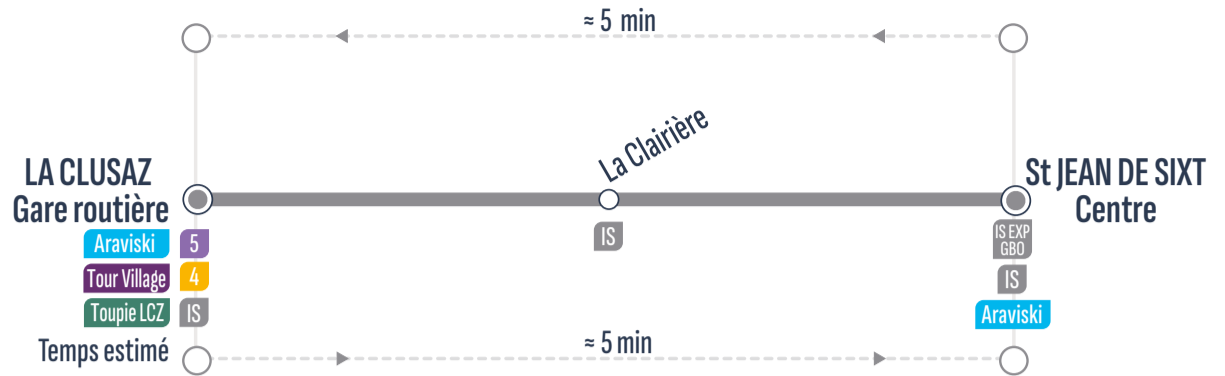 ≈ 5 min
La Clairière
LA CLUSAZ
Gare routière
St JEAN DE SIXT
Centre
Araviski 5
Tour Village 4
Toupie LCZ IS
IS
IS EXP
GBO
IS
Araviski
Temps estimé
≈ 5 min